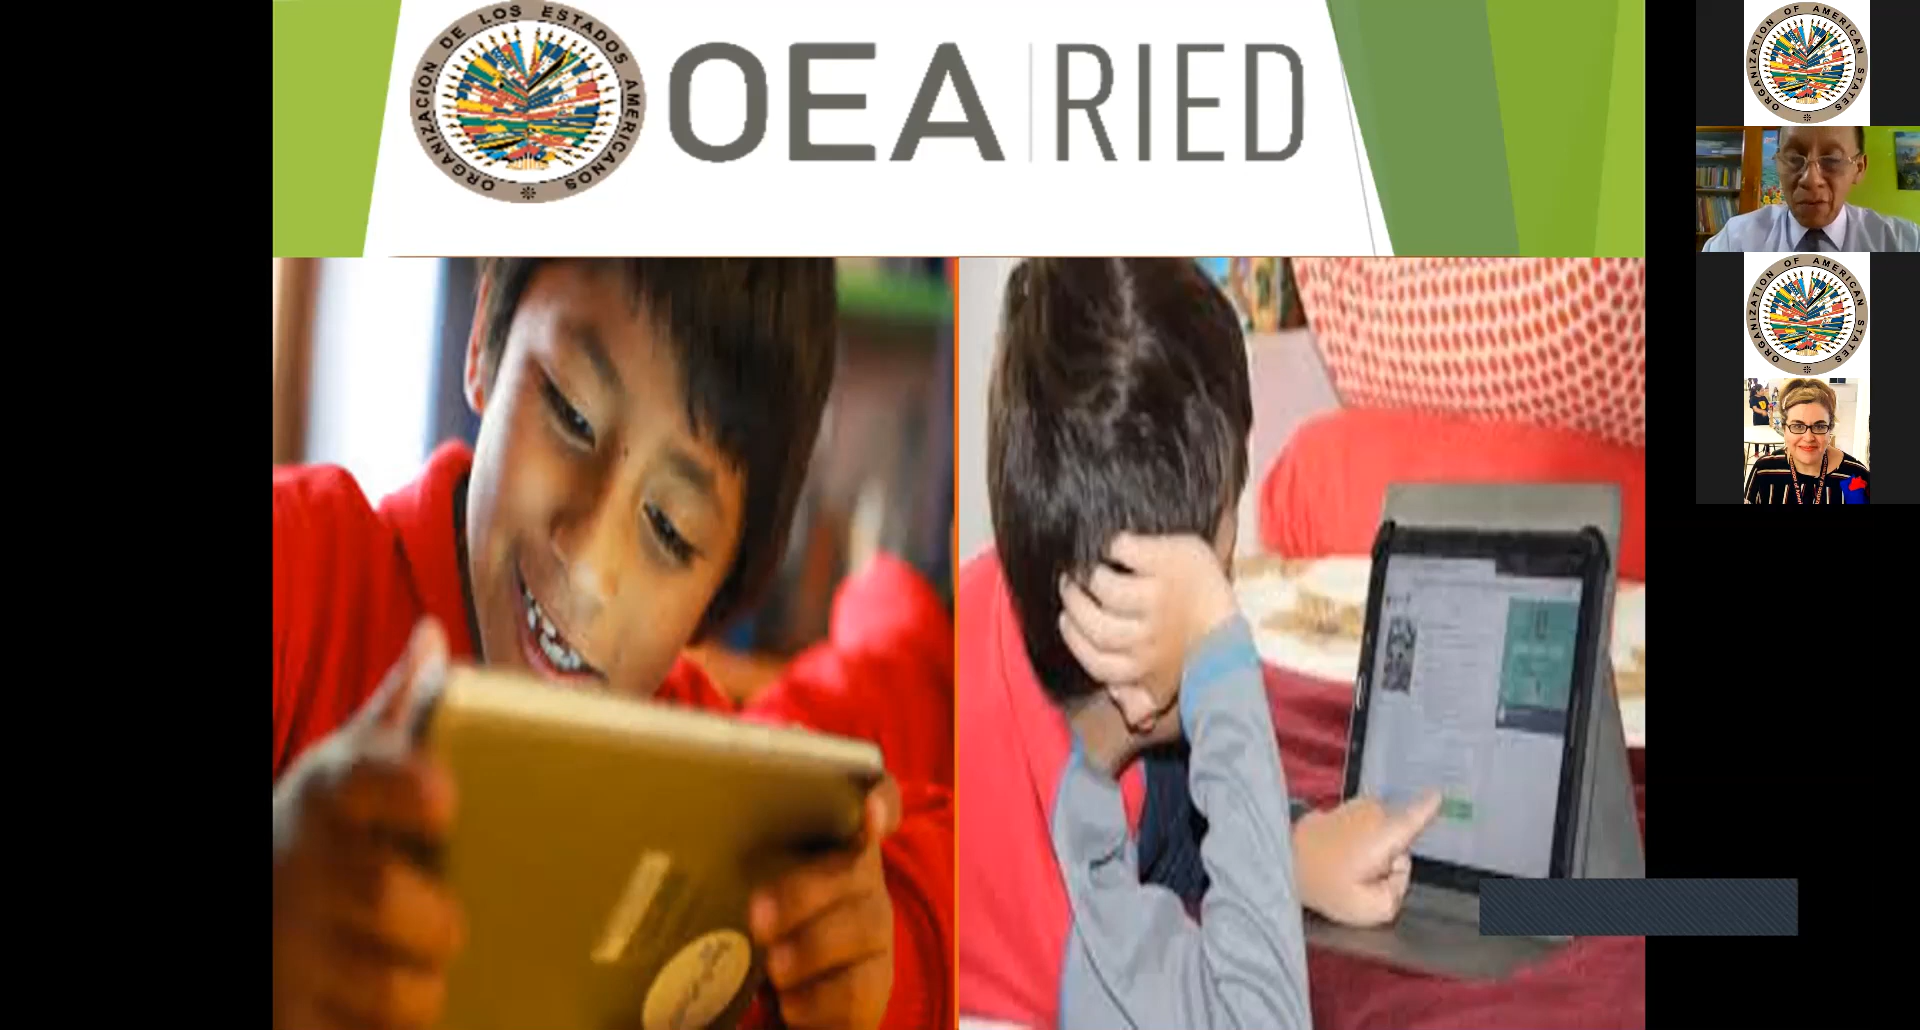 ORGANIZACION DE LOS ESTADOS AMERICANOS
OEA RIED
ORGANIZATION OF AMERICAN STATES
ORGANIZATION OF AMERICAN STATES